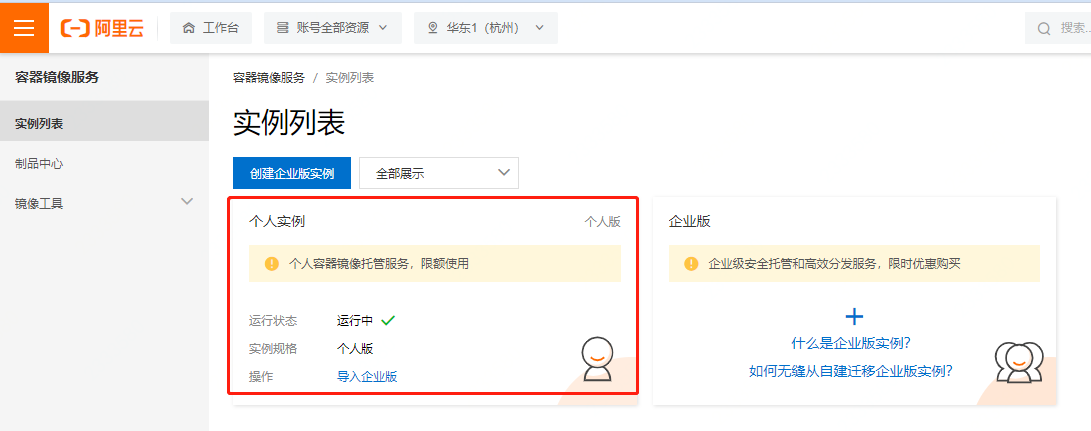 阿里云 工作台 账号全部资源 华东1（杭州） 搜索...
容器镜像服务
实例列表
制品中心
镜像工具
容器镜像服务 / 实例列表
实例列表
创建企业版实例 全部展示
个人实例 个人版
个人容器镜像托管服务，限额使用
运行状态 运行中
实例规格 个人版
操作 导入企业版
企业版
企业级安全托管和高效分发服务，限时优惠购买
什么是企业版实例?
如何无缝从自建迁移企业版实例?